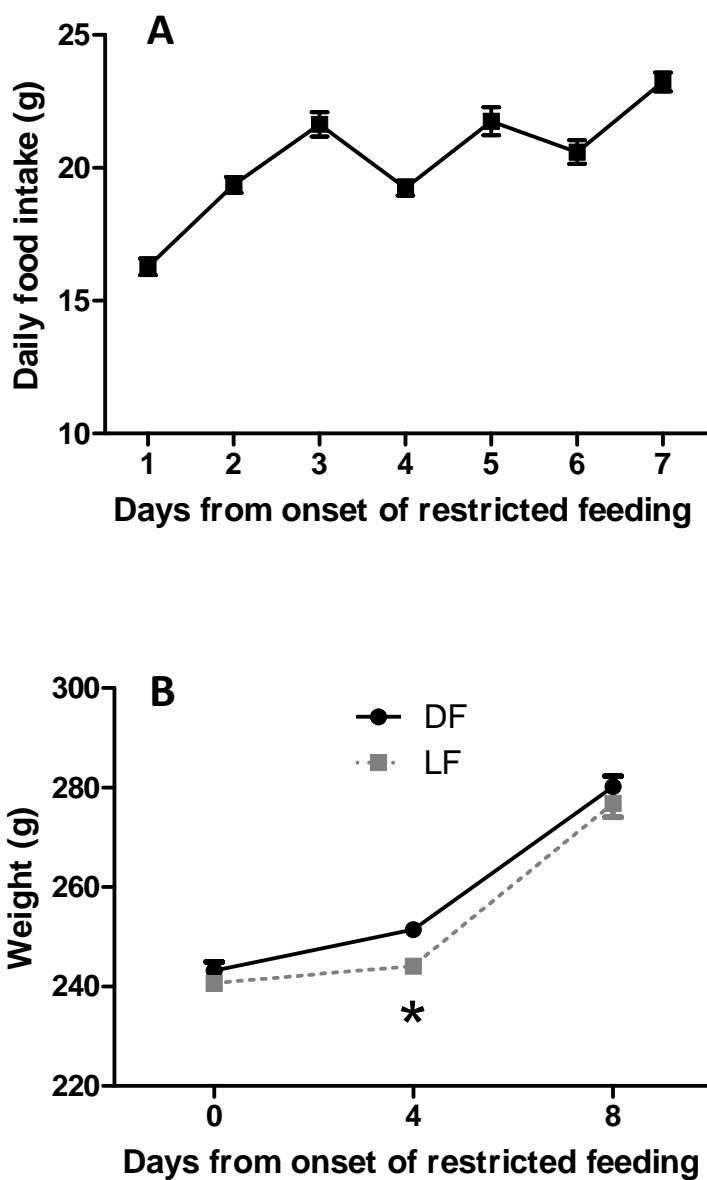 A
25
20
15
10
Daily food intake (g)
1 2 3 4 5 6 7
Days from onset of restricted feeding
B
300
280
260
240
220
Weight (g)
DF
LF
*
0 4 8
Days from onset of restricted feeding